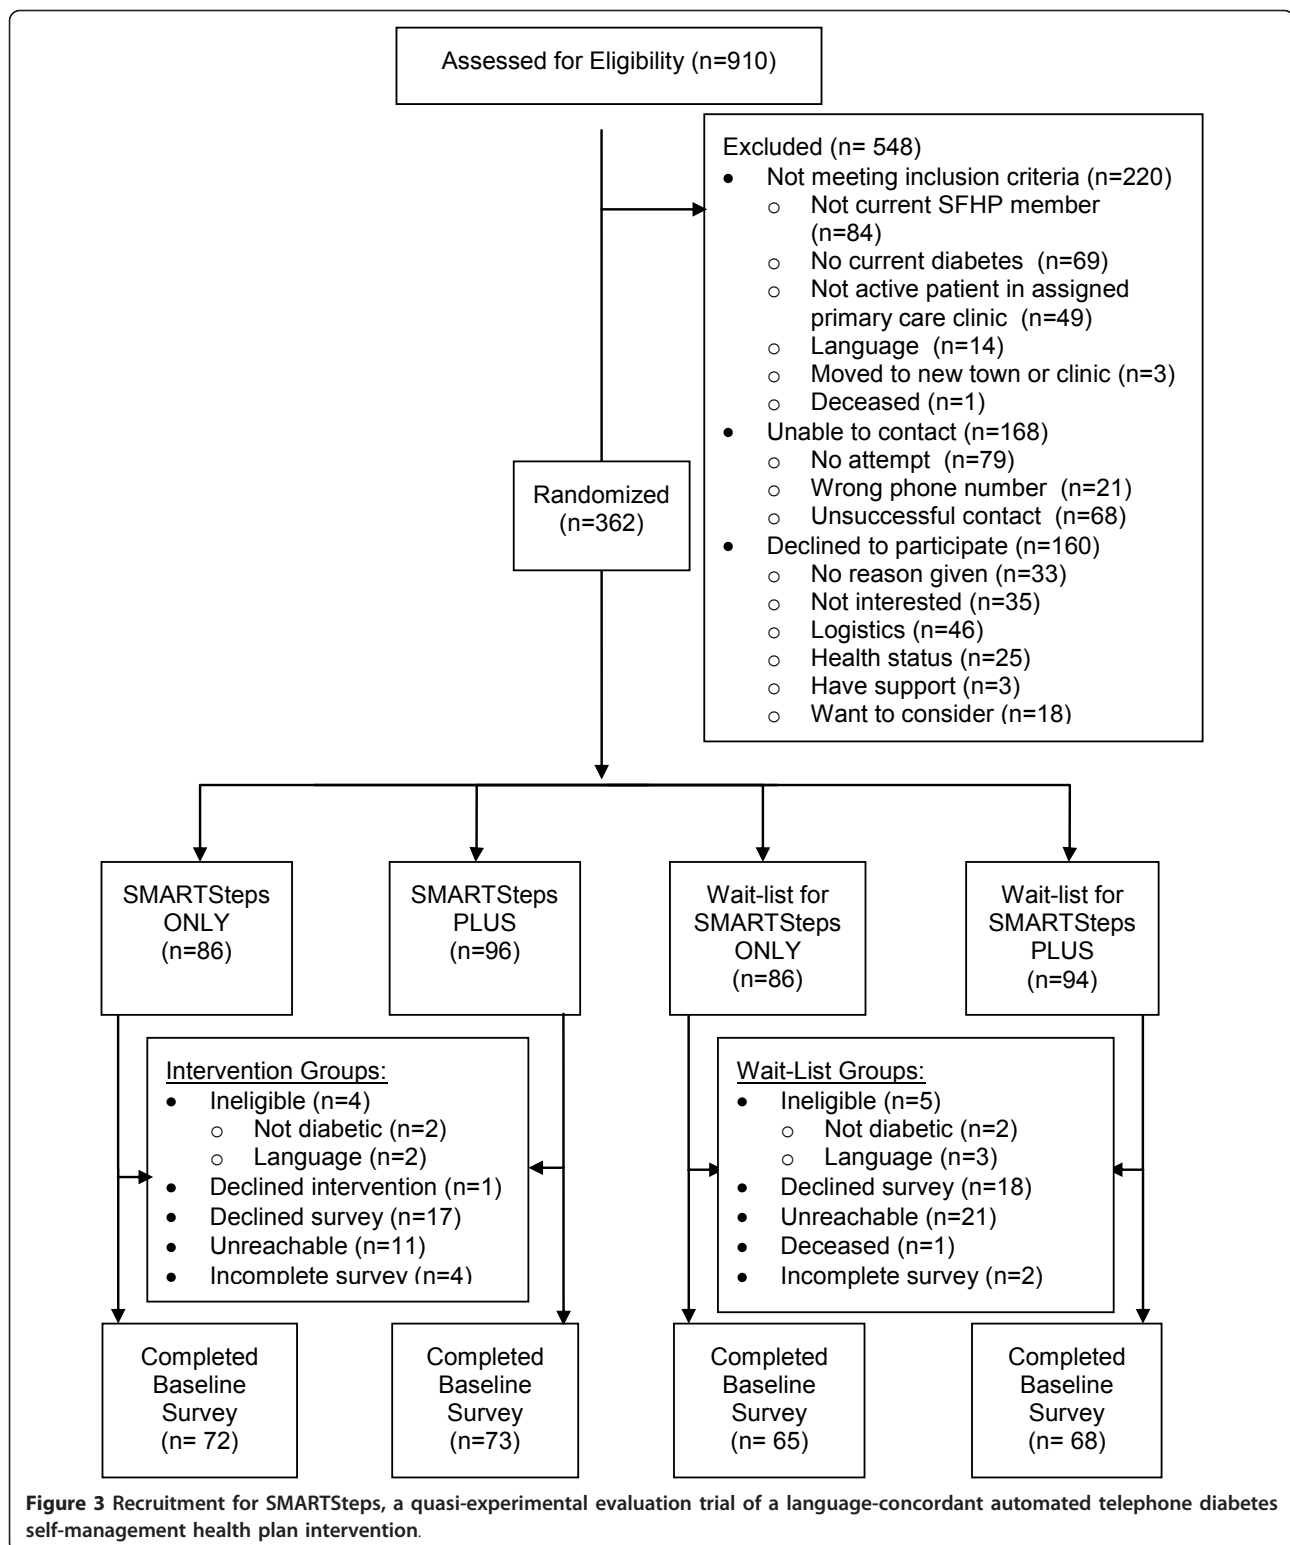 Assessed for Eligibility (n=910)
Excluded (n= 548)
• Not meeting inclusion criteria (n=220)
o Not current SFHP member
(n=84)
o No current diabetes (n=69)
o Not active patient in assigned
primary care clinic (n=49)
o Language (n=14)
o Moved to new town or clinic (n=3)
o Deceased (n=1)
• Unable to contact (n=168)
o No attempt (n=79)
o Wrong phone number (n=21)
o Unsuccessful contact (n=68)
• Declined to participate (n=160)
o No reason given (n=33)
o Not interested (n=35)
o Logistics (n=46)
o Health status (n=25)
o Have support (n=3)
o Want to consider (n=18)
Randomized
(n=362)
SMARTSteps
ONLY
(n=86)
SMARTSteps
PLUS
(n=96)
Wait-list for
SMARTSteps
ONLY
(n=86)
Wait-list for
SMARTSteps
PLUS
(n=94)
Intervention Groups:
• Ineligible (n=4)
o Not diabetic (n=2)
o Language (n=2)
• Declined intervention (n=1)
• Declined survey (n=17)
• Unreachable (n=11)
• Incomplete survey (n=4)
Wait-List Groups:
• Ineligible (n=5)
o Not diabetic (n=2)
o Language (n=3)
• Declined survey (n=18)
• Unreachable (n=21)
• Deceased (n=1)
• Incomplete survey (n=2)
Completed
Baseline
Survey
(n= 72)
Completed
Baseline
Survey
(n=73)
Completed
Baseline
Survey
(n= 65)
Completed
Baseline
Survey
(n= 68)
Figure 3 Recruitment for SMARTSteps, a quasi-experimental evaluation trial of a language-concordant automated telephone diabetes
self-management health plan intervention.